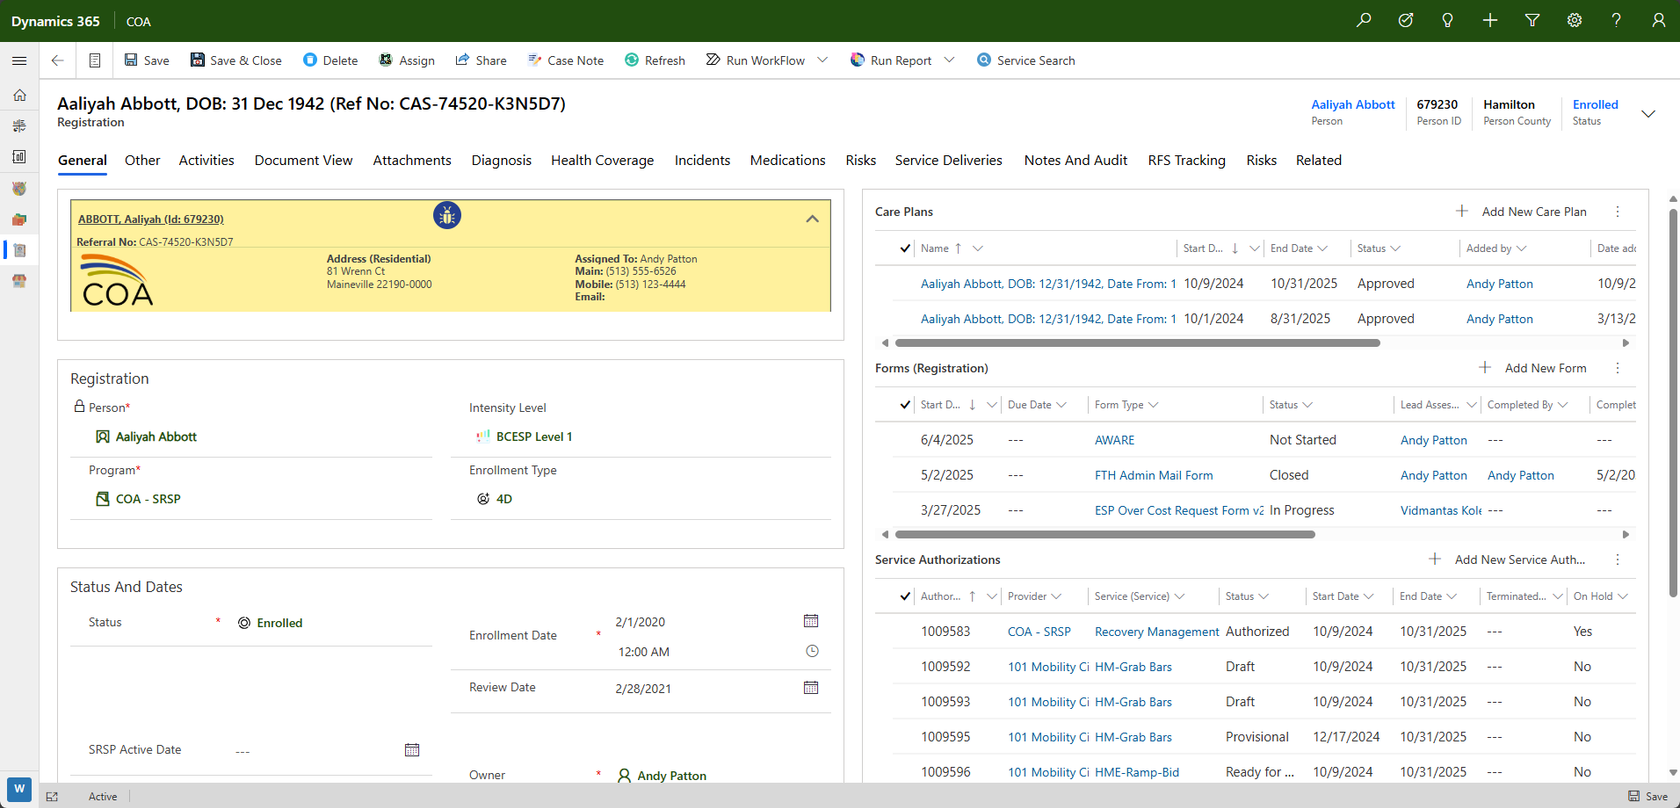 Dynamics 365
COA
Save
Save & Close
Delete
Assign
Share
Case Note
Refresh
Run WorkFlow
Run Report
Service Search
Aaliyah Abbott, DOB: 31 Dec 1942 (Ref No: CAS-74520-K3N5D7)
Registration
Aaliyah Abbott
Person
679230
Person ID
Hamilton
Person County
Enrolled
Status
General Other Activities Document View Attachments Diagnosis Health Coverage Incidents Medications Risks Service Deliveries Notes And Audit RFS Tracking Risks Related
ABBOTT, Aaliyah (Id: 679230)
Referral No: CAS-74520-K3N5D7
COA
Address (Residential)
81 Wrenn Ct
Maineville 22190-0000
Assigned To: Andy Patton
Main: (513) 555-6526
Mobile: (513) 123-4444
Email:
Registration
Person*
Aaliyah Abbott
Intensity Level
BCESP Level 1
Program*
COA - SRSP
Enrollment Type
4D
Status And Dates
Status *
Enrolled
Enrollment Date *
2/1/2020
12:00 AM
Review Date
2/28/2021
SRSP Active Date
---
Owner *
Andy Patton
Care Plans
Add New Care Plan
Name Start D... End Date Status Added by Date adc
Aaliyah Abbott, DOB: 12/31/1942, Date From: 1 10/9/2024 10/31/2025 Approved Andy Patton 10/9/2
Aaliyah Abbott, DOB: 12/31/1942, Date From: 1 10/1/2024 8/31/2025 Approved Andy Patton 3/13/2
Forms (Registration)
Add New Form
Start D... Due Date Form Type Status Lead Asses... Completed By Complet
6/4/2025 --- AWARE Not Started Andy Patton --- ---
5/2/2025 --- FTH Admin Mail Form Closed Andy Patton Andy Patton 5/2/20
3/27/2025 --- ESP Over Cost Request Form v2 In Progress Vidmantas Kole --- ---
Service Authorizations
Add New Service Auth...
Author... Provider Service (Service) Status Start Date End Date Terminated... On Hold
1009583 COA - SRSP Recovery Management Authorized 10/9/2024 10/31/2025 --- Yes
1009592 101 Mobility Ci HM-Grab Bars Draft 10/9/2024 10/31/2025 --- No
1009593 101 Mobility Ci HM-Grab Bars Draft 10/9/2024 10/31/2025 --- No
1009595 101 Mobility Ci HM-Grab Bars Provisional 12/17/2024 10/31/2025 --- No
1009596 101 Mobility Ci HME-Ramp-Bid Ready for ... 10/9/2024 10/31/2025 --- No
W
Active
Save